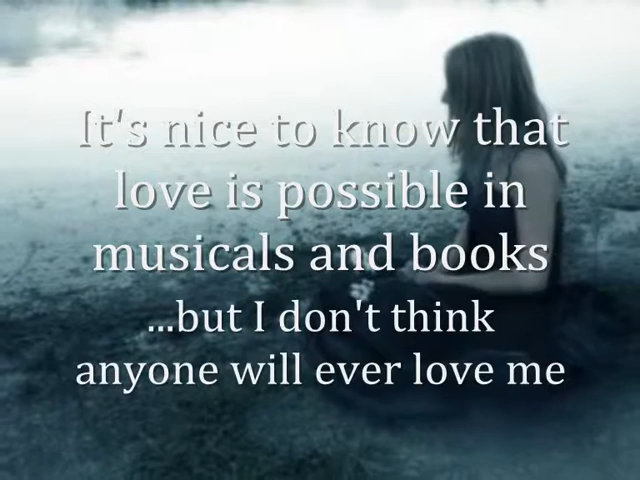 It's nice to know that
love is possible in
musicals and books
...but I don't think
anyone will ever love me